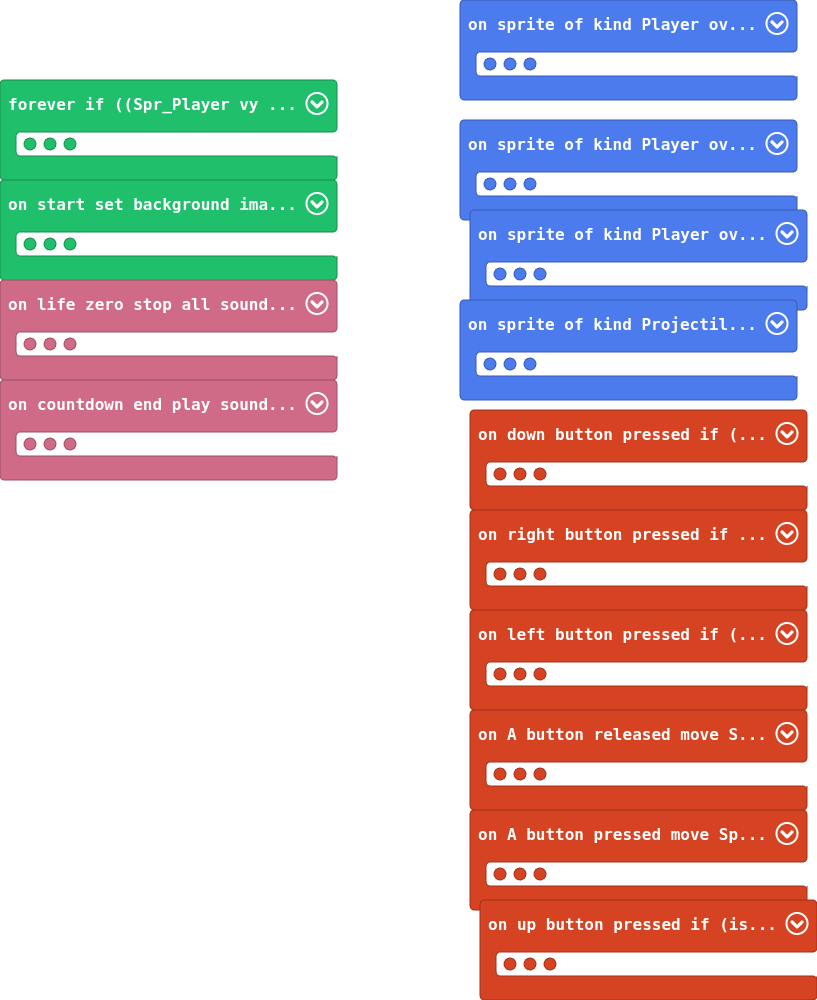 forever if ((Spr_Player vy ...
on start set background ima...
on life zero stop all sound...
on countdown end play sound...
on sprite of kind Player ov...
on sprite of kind Player ov...
on sprite of kind Player ov...
on sprite of kind Projectil...
on down button pressed if (...
on right button pressed if ...
on left button pressed if (...
on A button released move S...
on A button pressed move Sp...
on up button pressed if (is...